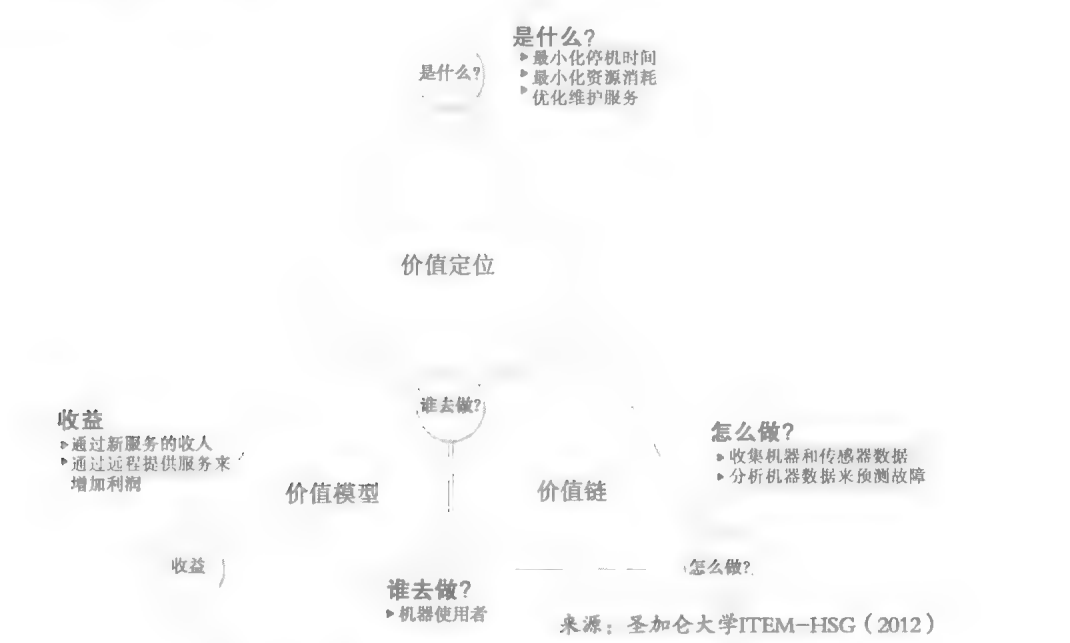 是什么?
是什么?
▶最小化停机时间
▶最小化资源消耗
▶优化维护服务
价值定位
谁去做?
收益
▶通过新服务的收人
▶通过远程提供服务来
增加利润
怎么做?
▶收集机器和传感器数据
▶分析机器数据来预测故障
价值模型
价值链
收益
怎么做?
谁去做?
▶机器使用者
来源：圣加仑大学ITEM-HSG（2012）